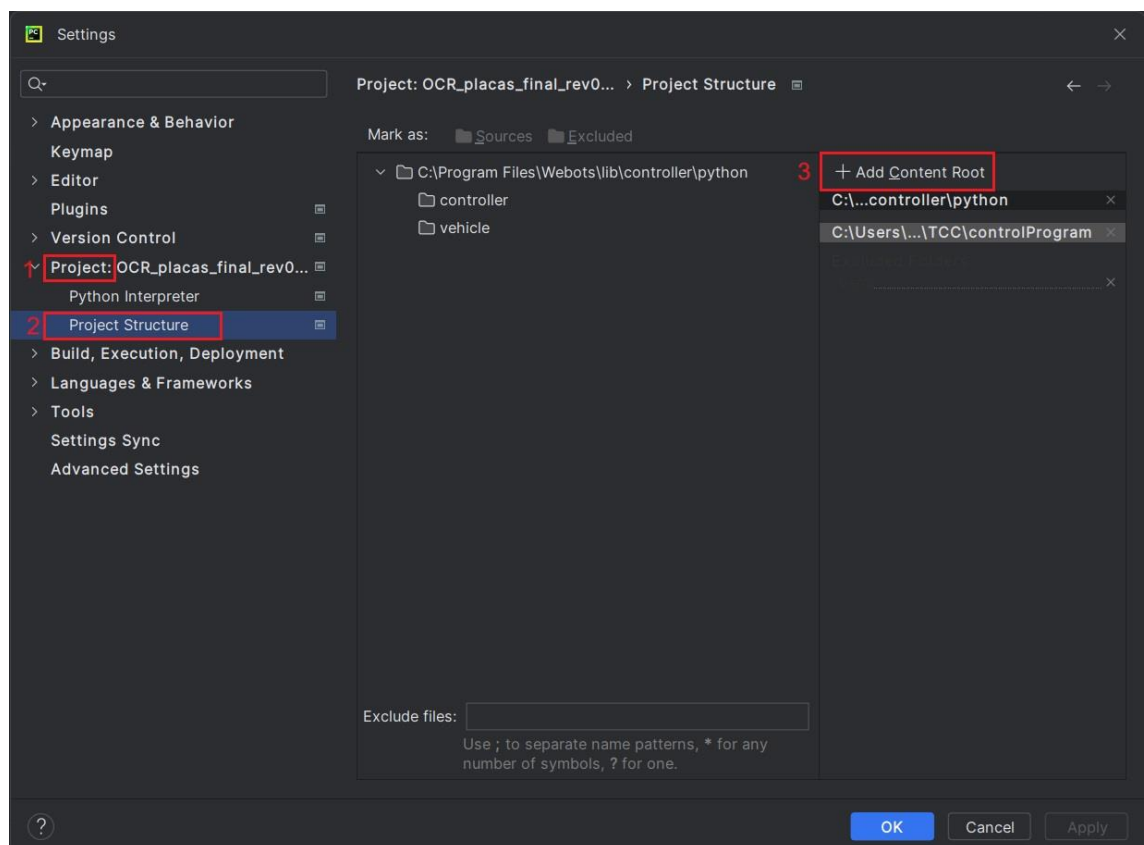 Settings
Project: OCR_placas_final_rev0... › Project Structure
Appearance & Behavior
Keymap
Editor
Plugins
Version Control
1 Project: OCR_placas_final_rev0...
Python Interpreter
2 Project Structure
Build, Execution, Deployment
Languages & Frameworks
Tools
Settings Sync
Advanced Settings
Mark as: Sources Excluded
C:\Program Files\Webots\lib\controller\python
controller
vehicle
3 + Add Content Root
C:\...controller\python
C:\Users\...\TCC\controlProgram
Exclude files:
Use ; to separate name patterns, * for any
number of symbols, ? for one.
?
OK Cancel Apply